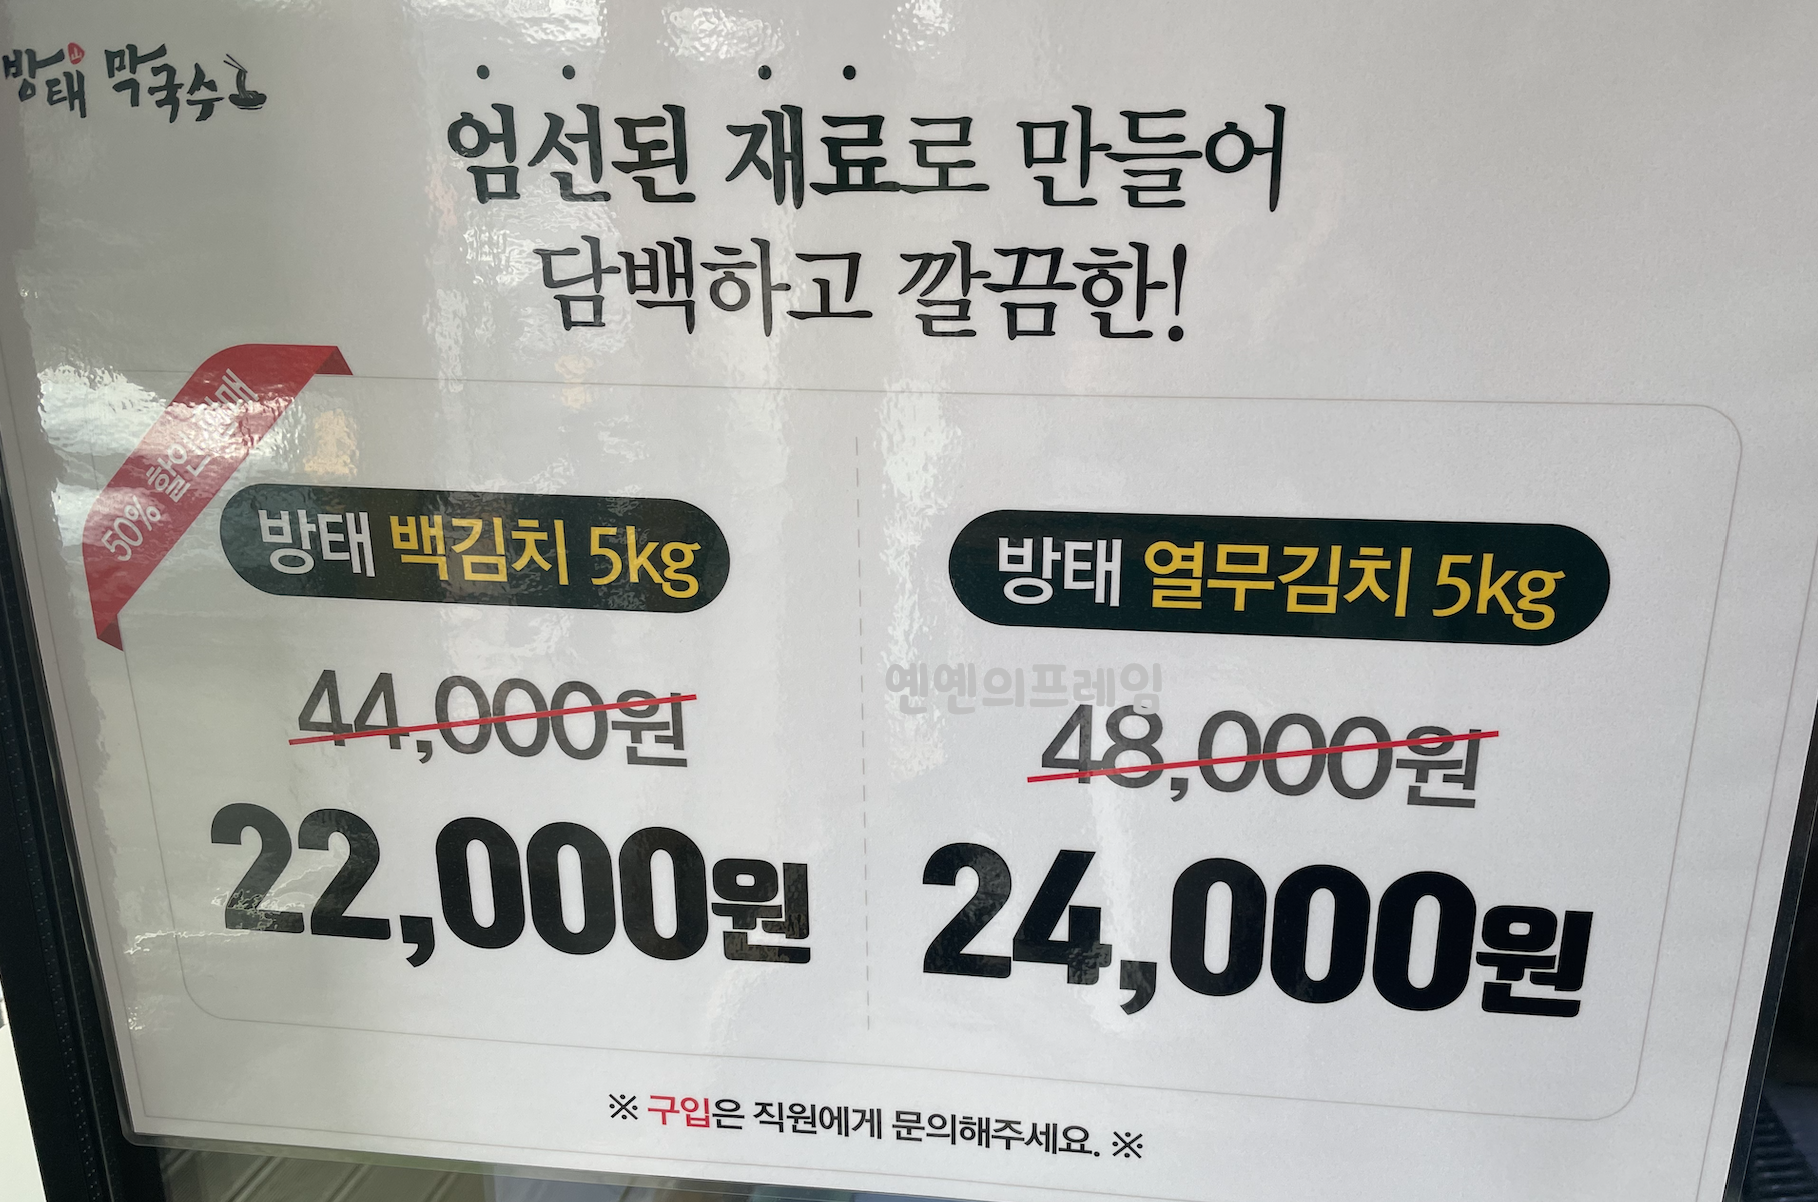 방태 막국수
엄선된 재료로 만들어
담백하고 깔끔한!
50% 할인판매
방태 백김치 5kg
44,000원
22,000원
방태 열무김치 5kg
48,000원
24,000원
옌옌의프레임
※ 구입은 직원에게 문의해주세요. ※